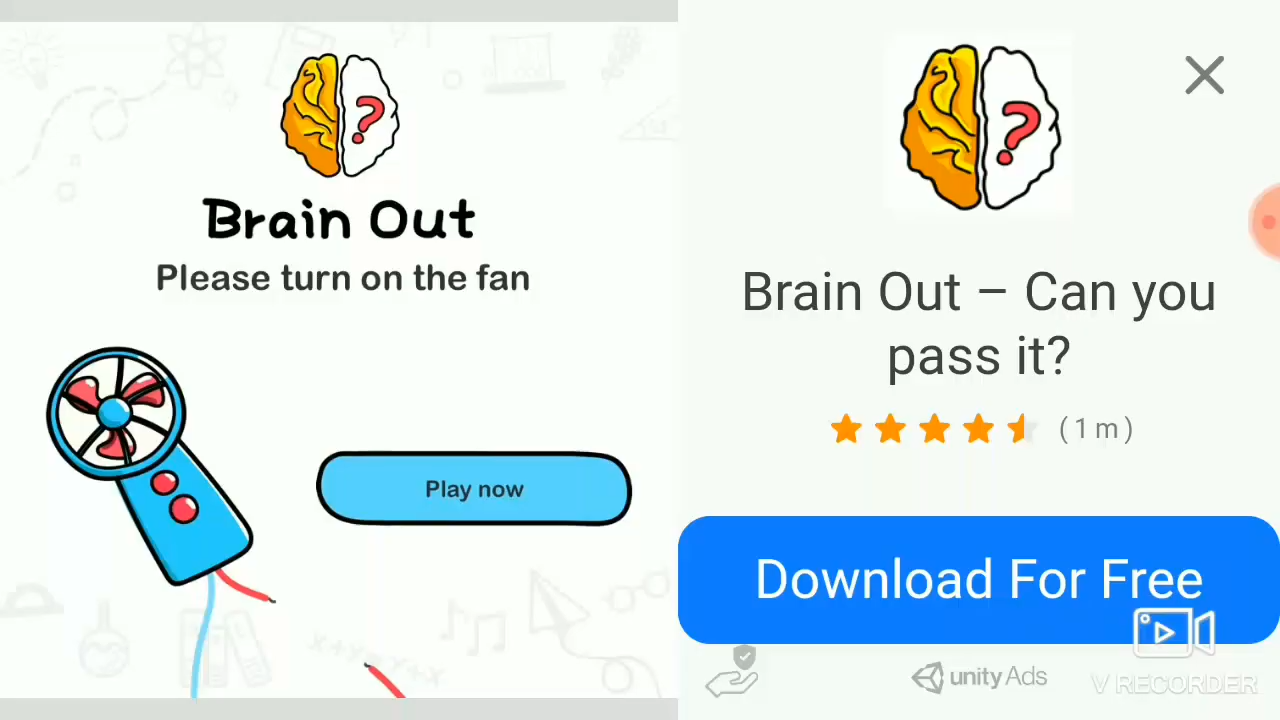 Brain Out
Please turn on the fan
Play now
Brain Out – Can you
pass it?
( 1 m )
Download For Free
unity Ads
V RECORDER